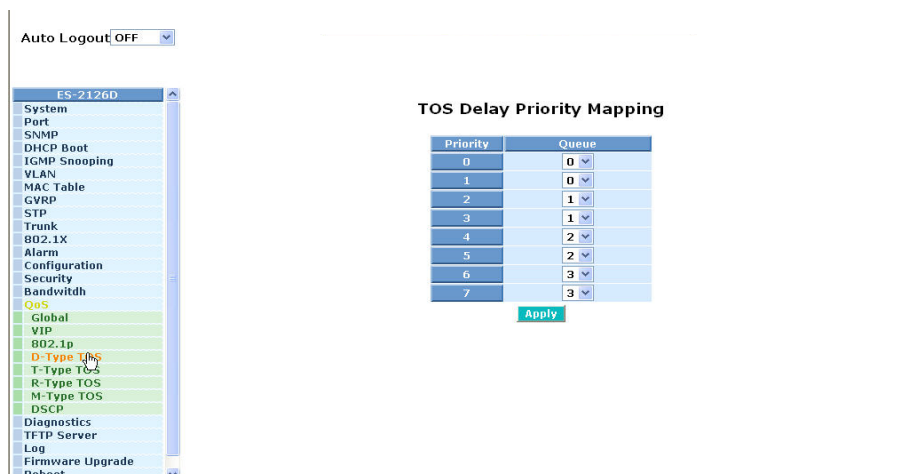 Auto Logout OFF
ES-2126D
System
Port
SNMP
DHCP Boot
IGMP Snooping
VLAN
MAC Table
GVRP
STP
Trunk
802.1X
Alarm
Configuration
Security
Bandwitdh
QoS
Global
VIP
802.1p
D-Type TOS
T-Type TOS
R-Type TOS
M-Type TOS
DSCP
Diagnostics
TFTP Server
Log
Firmware Upgrade
Reboot
TOS Delay Priority Mapping
Priority Queue
0 0
1 0
2 1
3 1
4 2
5 2
6 3
7 3
Apply